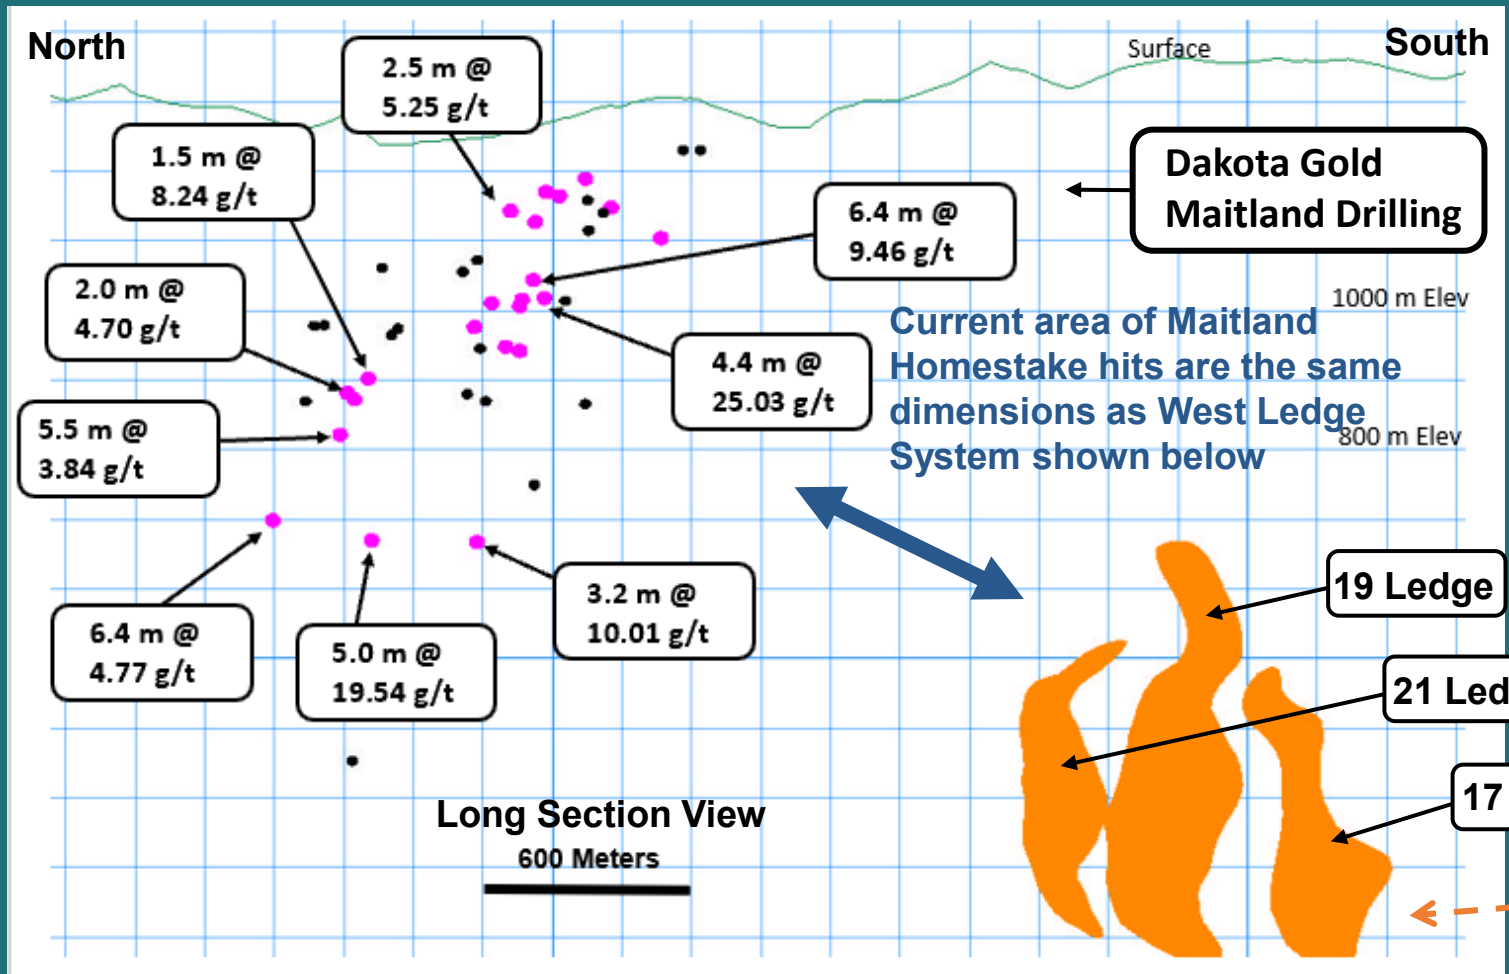 North
South
Surface
2.5 m @
5.25 g/t
1.5 m @
8.24 g/t
Dakota Gold
Maitland Drilling
6.4 m @
9.46 g/t
2.0 m @
4.70 g/t
1000 m Elev
Current area of Maitland
Homestake hits are the same
dimensions as West Ledge
System shown below
4.4 m @
25.03 g/t
800 m Elev
5.5 m @
3.84 g/t
3.2 m @
10.01 g/t
19 Ledge
6.4 m @
4.77 g/t
5.0 m @
19.54 g/t
21 Led
17
Long Section View
600 Meters